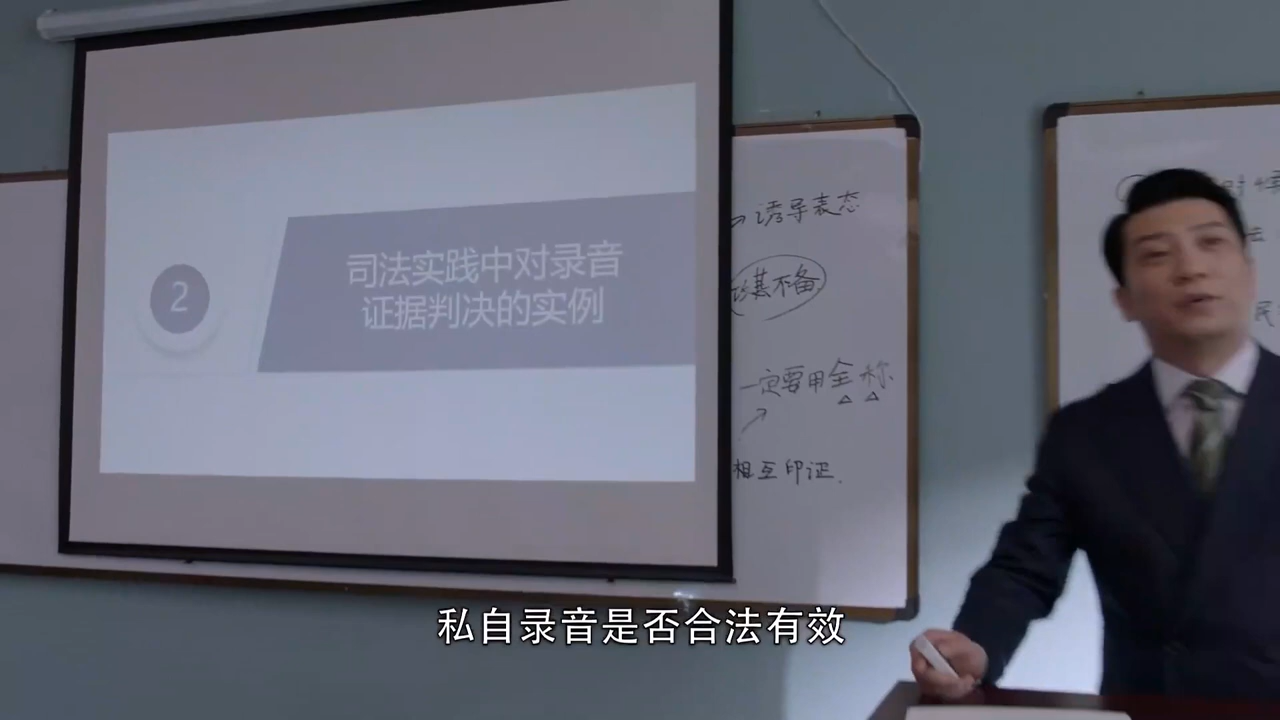 2
司法实践中对录音
证据判决的实例
诱导表态
其不备
一定要用全称
相互印证.
民
私自录音是否合法有效